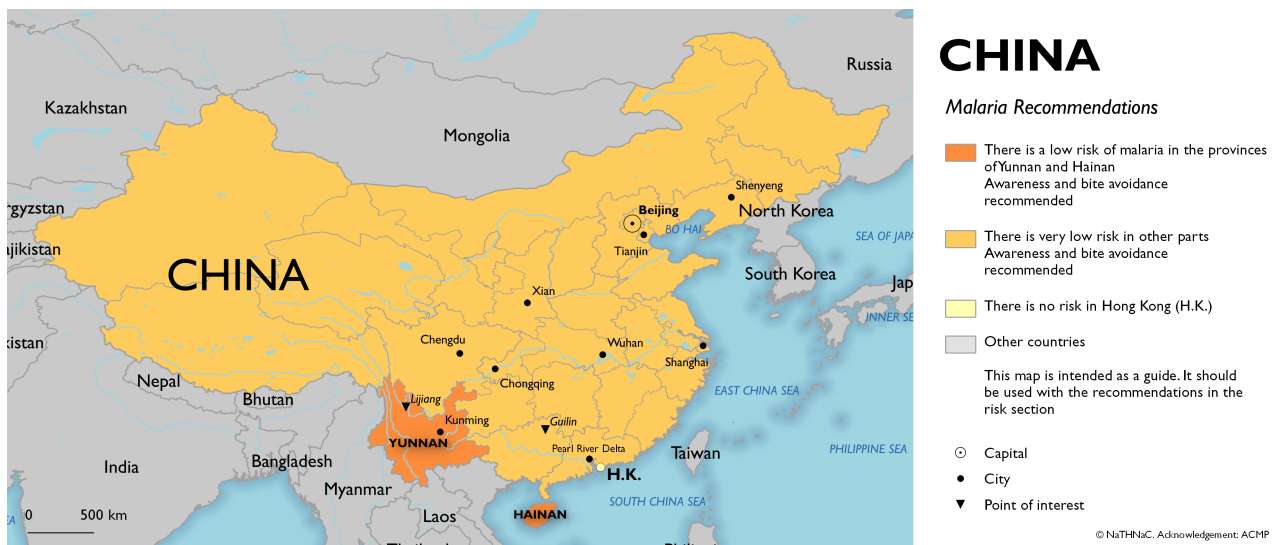 Russia
Kazakhstan
Mongolia
Shenyeng
rgyzstan
Beijing
North Korea
BO HAI
SEA OF JAPA
ajikistan
Tianjin
CHINA
South Korea
Jap
Xian
INNER SE
kistan
Chengdu
Wuhan
Shanghai
Nepal
Chongqing
EAST CHINA SEA
Bhutan
Lijiang
Kunming
Guilin
YUNNAN
Pearl River Delta
PHILIPPINE SEA
Taiwan
India
Bangladesh
H.K.
Myanmar
SOUTH CHINA SEA
Laos
HAINAN
EA
0 500 km
CHINA
Malaria Recommendations
There is a low risk of malaria in the provinces
of Yunnan and Hainan
Awareness and bite avoidance
recommended
There is very low risk in other parts
Awareness and bite avoidance
recommended
There is no risk in Hong Kong (H.K.)
Other countries
This map is intended as a guide. It should
be used with the recommendations in the
risk section
Capital
City
Point of interest
© NaTHNaC. Acknowledgement: ACMP